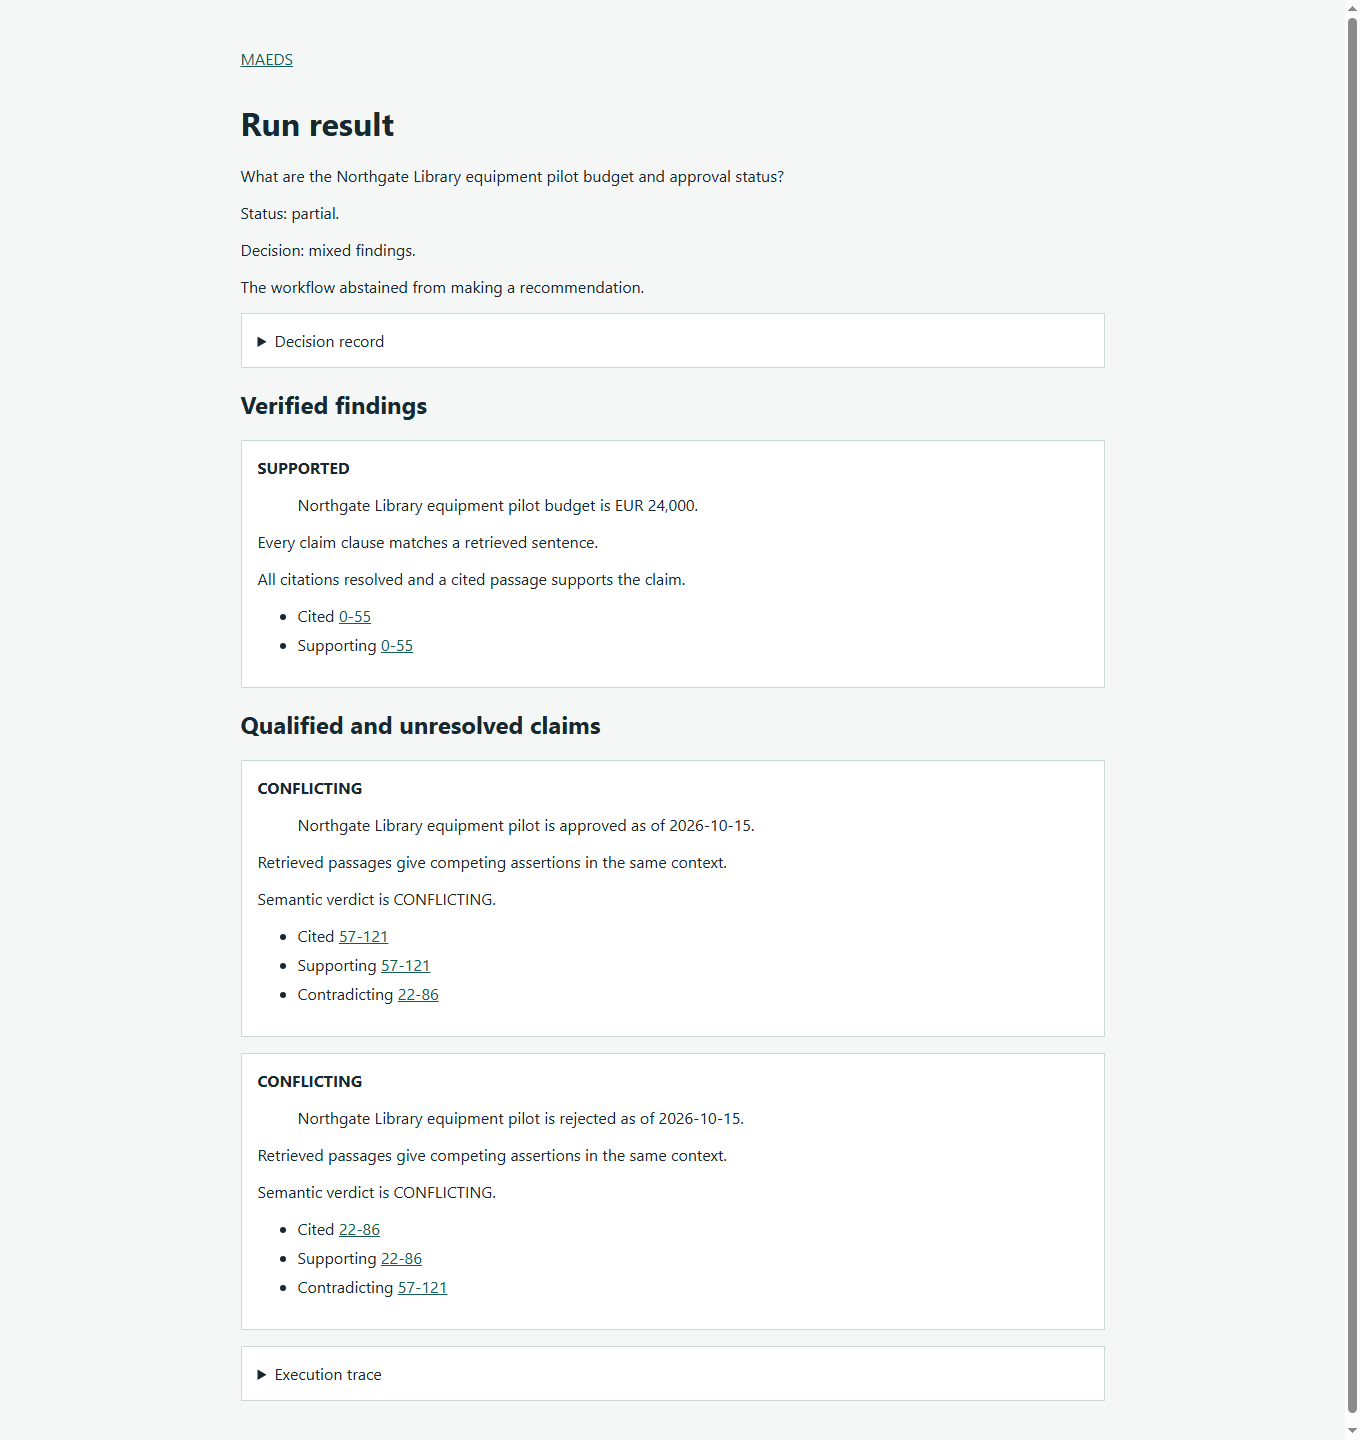 MAEDS
Run result
What are the Northgate Library equipment pilot budget and approval status?
Status: partial.
Decision: mixed findings.
The workflow abstained from making a recommendation.
Decision record
Verified findings
SUPPORTED
Northgate Library equipment pilot budget is EUR 24,000.
Every claim clause matches a retrieved sentence.
All citations resolved and a cited passage supports the claim.
Cited 0-55
Supporting 0-55
Qualified and unresolved claims
CONFLICTING
Northgate Library equipment pilot is approved as of 2026-10-15.
Retrieved passages give competing assertions in the same context.
Semantic verdict is CONFLICTING.
Cited 57-121
Supporting 57-121
Contradicting 22-86
CONFLICTING
Northgate Library equipment pilot is rejected as of 2026-10-15.
Retrieved passages give competing assertions in the same context.
Semantic verdict is CONFLICTING.
Cited 22-86
Supporting 22-86
Contradicting 57-121
Execution trace